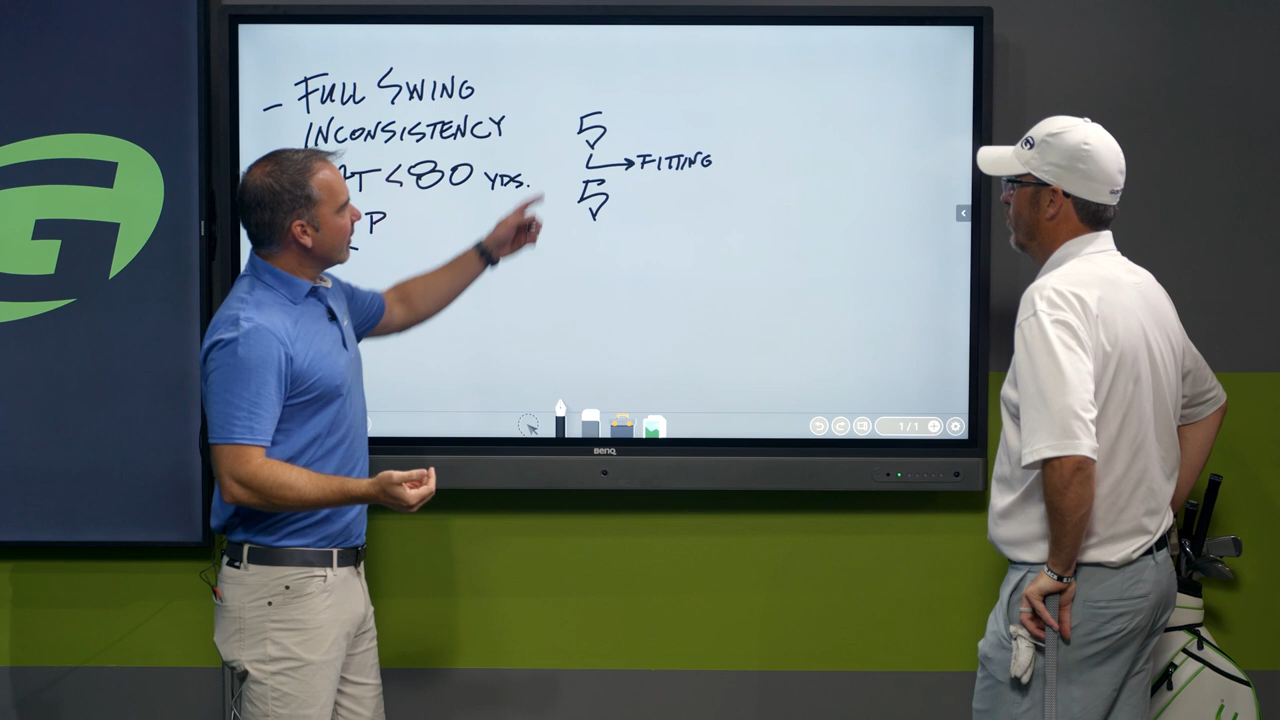 - FULL SWING
INCONSISTENCY
<80 YDS.
P
5
→FITTING
5
1/1
BenQ
G